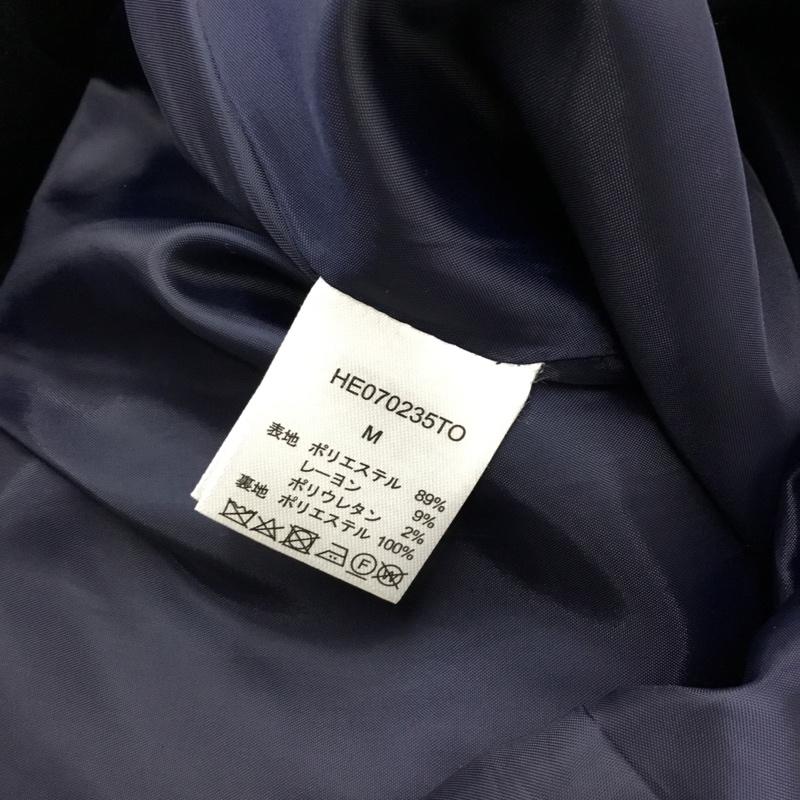 HE070235TO
M
表地 ポリエステル 89%
レーヨン 9%
ポリウレタン 2%
裏地 ポリエステル 100%
F W